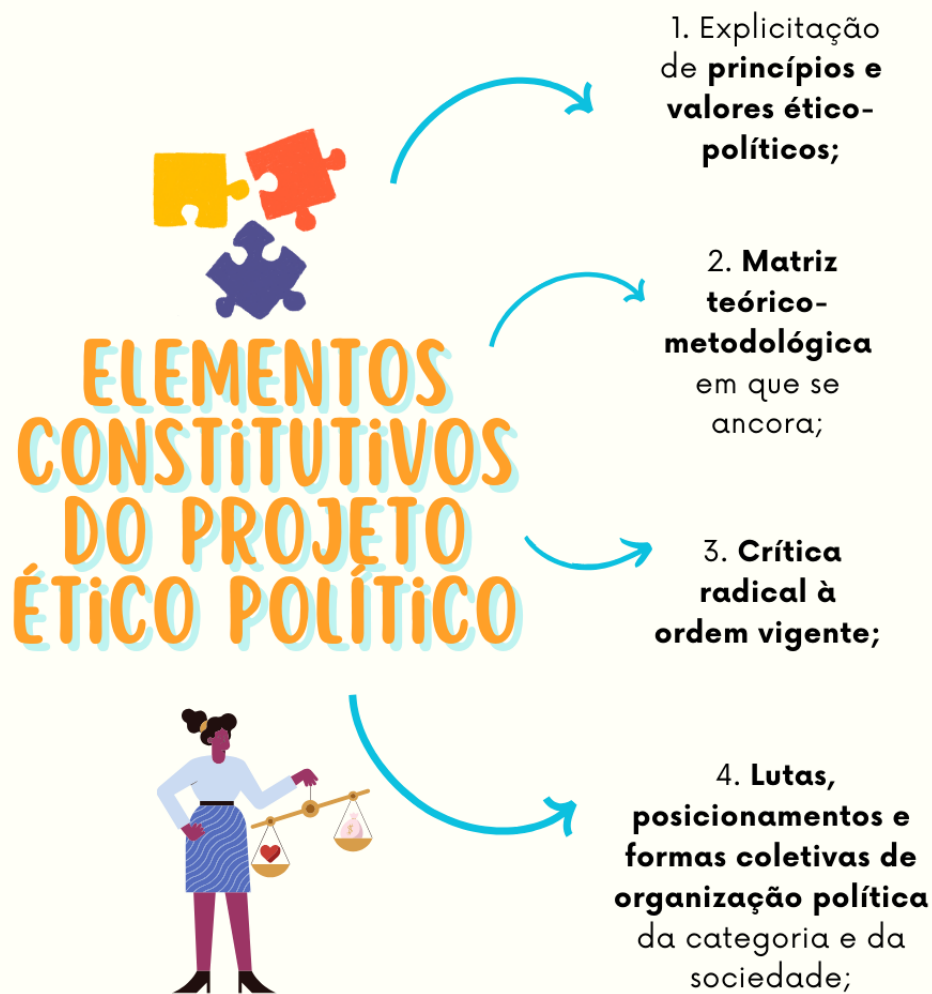 ELEMENTOS
CONSTiTUTiVOS
DO PROJETO
ÉTiCO POLÍTiCO
1. Explicitação
de princípios e
valores ético-
políticos;
2. Matriz
teórico-
metodológica
em que se
ancora;
3. Crítica
radical à
ordem vigente;
4. Lutas,
posicionamentos e
formas coletivas de
organização política
da categoria e da
sociedade;
$